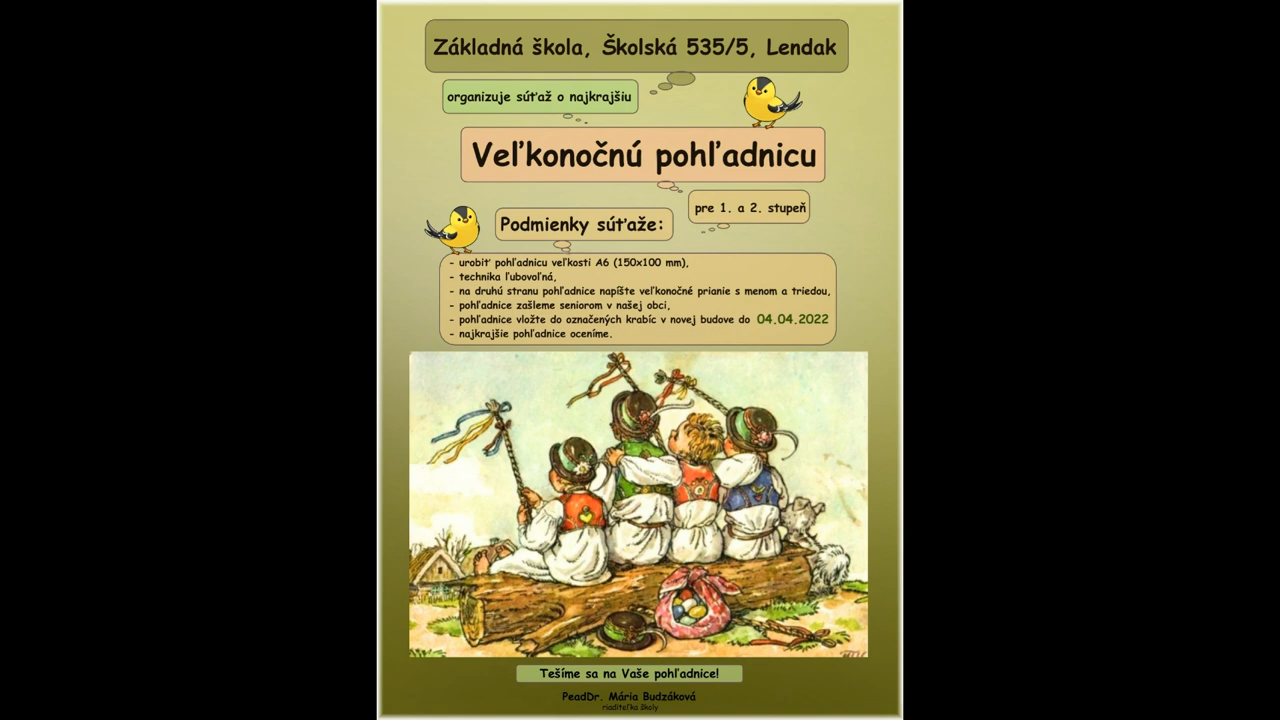 Základná škola, Školská 535/5, Lendak
organizuje súťaž o najkrajšiu
Veľkonočnú pohľadnicu
pre 1. a 2. stupeň
Podmienky súťaže:
- urobiť pohľadnicu veľkosti A6 (150x100 mm),
- technika ľubovoľná,
- na druhú stranu pohľadnice napíšte veľkonočné prianie s menom a triedou,
- pohľadnice zašleme seniorom v našej obci,
- pohľadnice vložte do označených krabíc v novej budove do 04.04.2022
- najkrajšie pohľadnice oceníme.
Tešíme sa na Vaše pohľadnice!
PeadDr. Mária Budzáková
riaditeľka školy